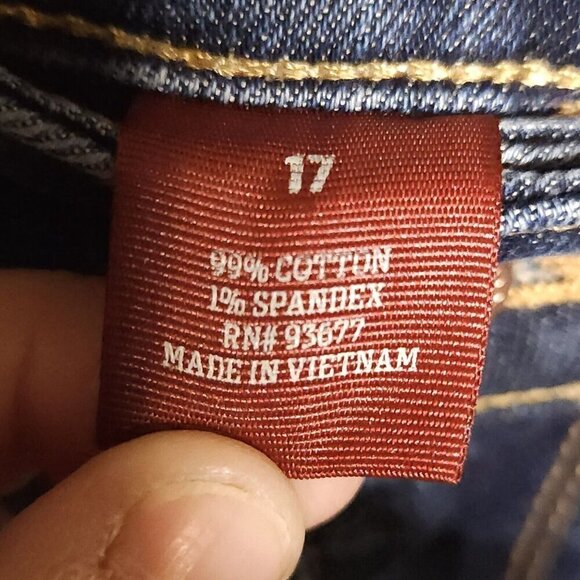 17
99% COTTON
1% SPANDEX
RN# 93677
MADE IN VIETNAM